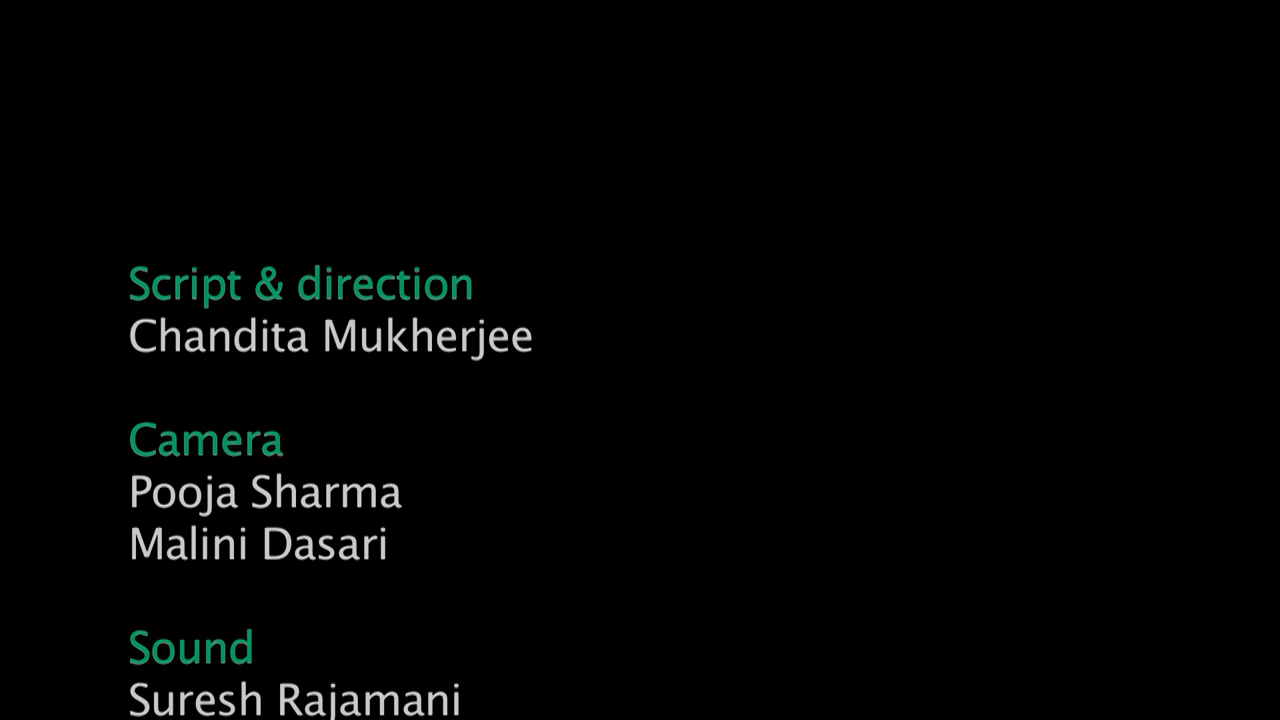 Script & direction
Chandita Mukherjee
Camera
Pooja Sharma
Malini Dasari
Sound
Suresh Rajamani